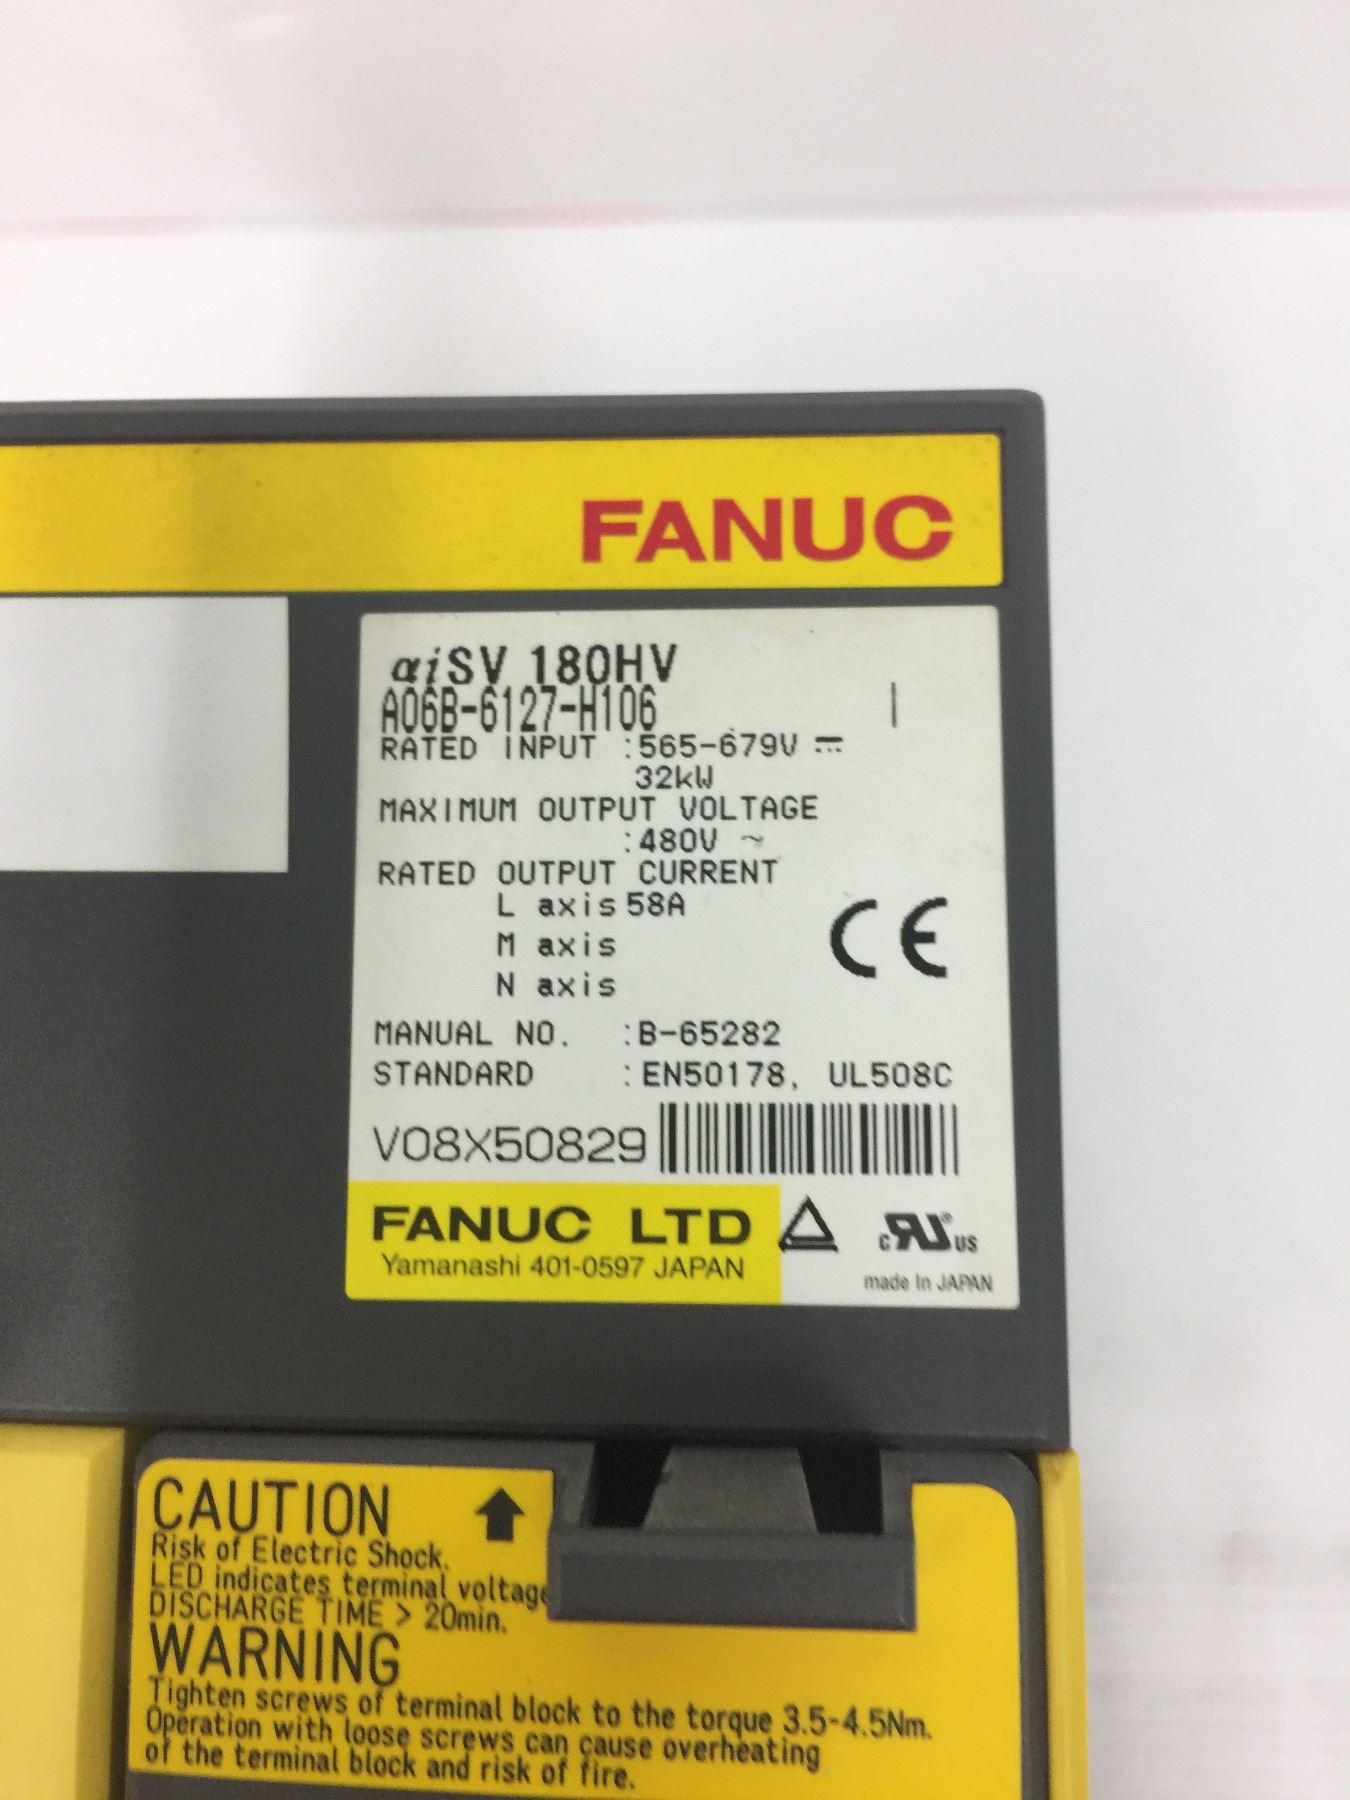 FANUC
αiSV 180HV
A06B-6127-H106 I
RATED INPUT :565-679V ⎓
32kW
MAXIMUM OUTPUT VOLTAGE
:480V ~
RATED OUTPUT CURRENT
L axis 58A
M axis
N axis
CE
MANUAL NO. :B-65282
STANDARD :EN50178, UL508C
V08X50829
FANUC LTD
Yamanashi 401-0597 JAPAN
c RU® US
made in JAPAN
CAUTION
Risk of Electric Shock.
LED indicates terminal voltage
DISCHARGE TIME > 20min.
WARNING
Tighten screws of terminal block to the torque 3.5-4.5Nm.
Operation with loose screws can cause overheating
of the terminal block and risk of fire.